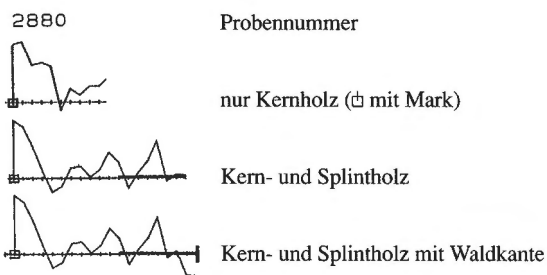 2880 Probennummer
nur Kernholz (⊡ mit Mark)
Kern- und Splintholz
Kern- und Splintholz mit Waldkante